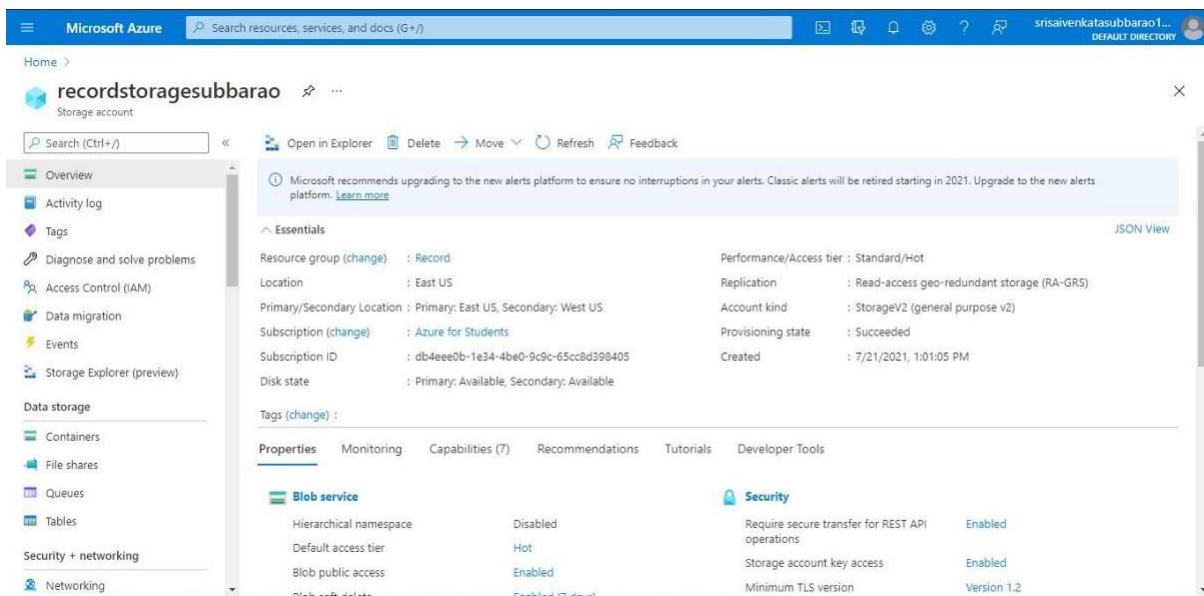 Microsoft Azure
Search resources, services, and docs (G+/)
srisaivenkatasubbarao1...
DEFAULT DIRECTORY
Home >
recordstoragesubbarao ...
Storage account
Search (Ctrl+/)
«
Overview
Activity log
Tags
Diagnose and solve problems
Access Control (IAM)
Data migration
Events
Storage Explorer (preview)
Data storage
Containers
File shares
Queues
Tables
Security + networking
Networking
Open in Explorer Delete Move Refresh Feedback
Microsoft recommends upgrading to the new alerts platform to ensure no interruptions in your alerts. Classic alerts will be retired starting in 2021. Upgrade to the new alerts
platform. Learn more
Essentials JSON View
Resource group (change) : Record
Location : East US
Primary/Secondary Location : Primary: East US, Secondary: West US
Subscription (change) : Azure for Students
Subscription ID : db4eee0b-1e34-4be0-9c9c-65cc8d398405
Disk state : Primary: Available, Secondary: Available
Performance/Access tier : Standard/Hot
Replication : Read-access geo-redundant storage (RA-GRS)
Account kind : StorageV2 (general purpose v2)
Provisioning state : Succeeded
Created : 7/21/2021, 1:01:05 PM
Tags (change) :
Properties Monitoring Capabilities (7) Recommendations Tutorials Developer Tools
Blob service
Hierarchical namespace Disabled
Default access tier Hot
Blob public access Enabled
Blob soft delete Enabled (7 days)
Security
Require secure transfer for REST API Enabled
operations
Storage account key access Enabled
Minimum TLS version Version 1.2